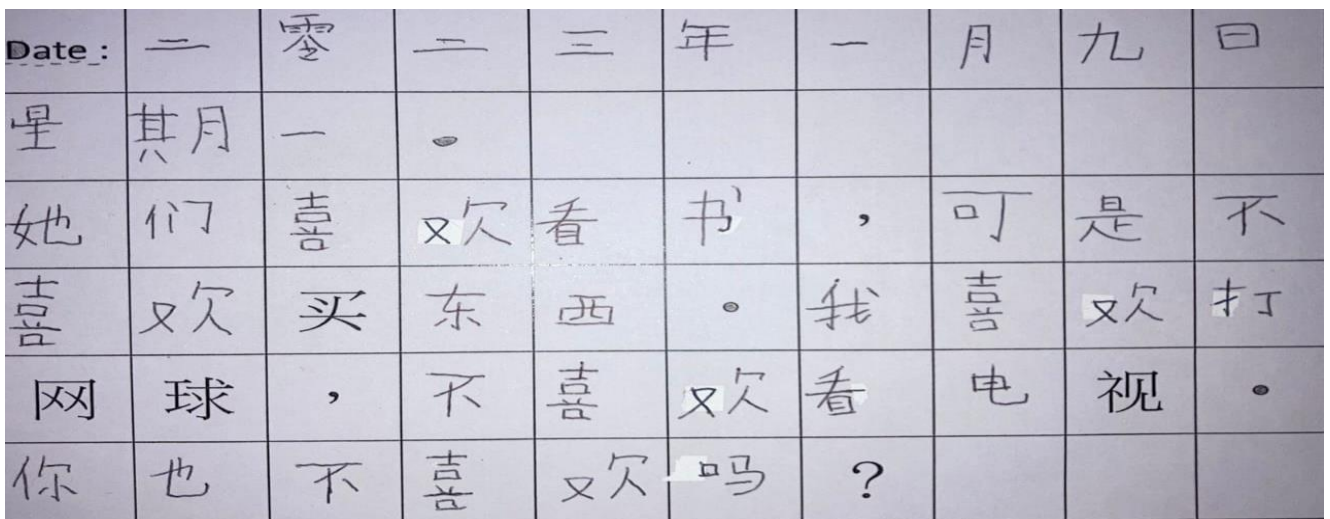 Date : 二零二三年一月九日
星期一。
她们喜欢看书，可是不
喜欢买东西。我喜欢打
网球，不喜欢看电视。
你也不喜欢吗？